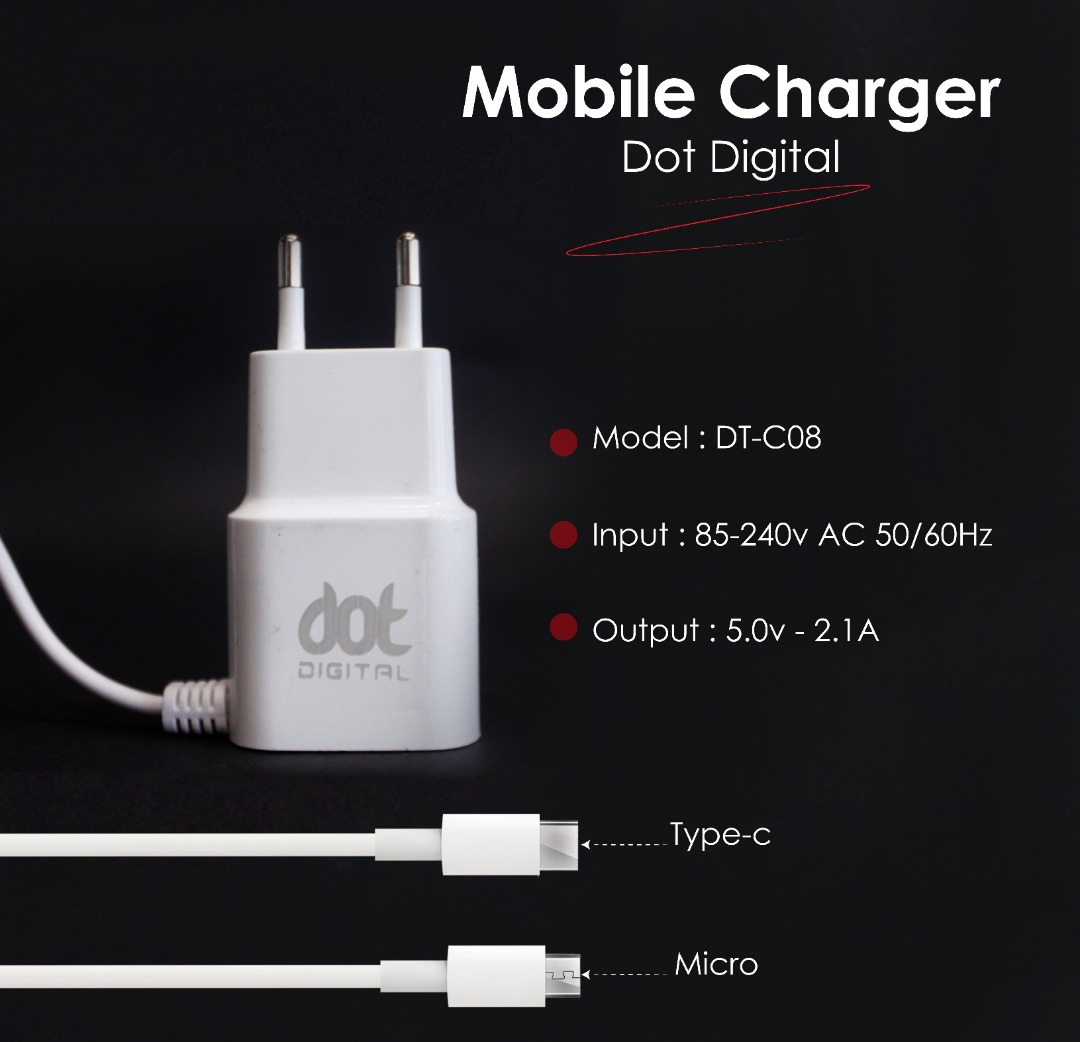 Mobile Charger
Dot Digital
Model : DT-C08
Input : 85-240v AC 50/60Hz
Output : 5.0v - 2.1A
dot
DIGITAL
Type-c
Micro